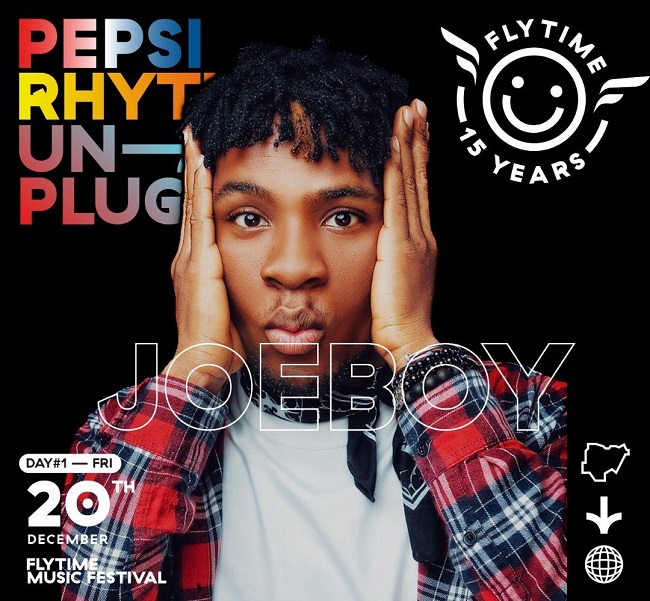 PEPSI
RHYT
UN—
PLUG
FLYTIME
15 YEARS
JOEBOY
DAY#1 — FRI
20TH
DECEMBER
FLYTIME
MUSIC FESTIVAL